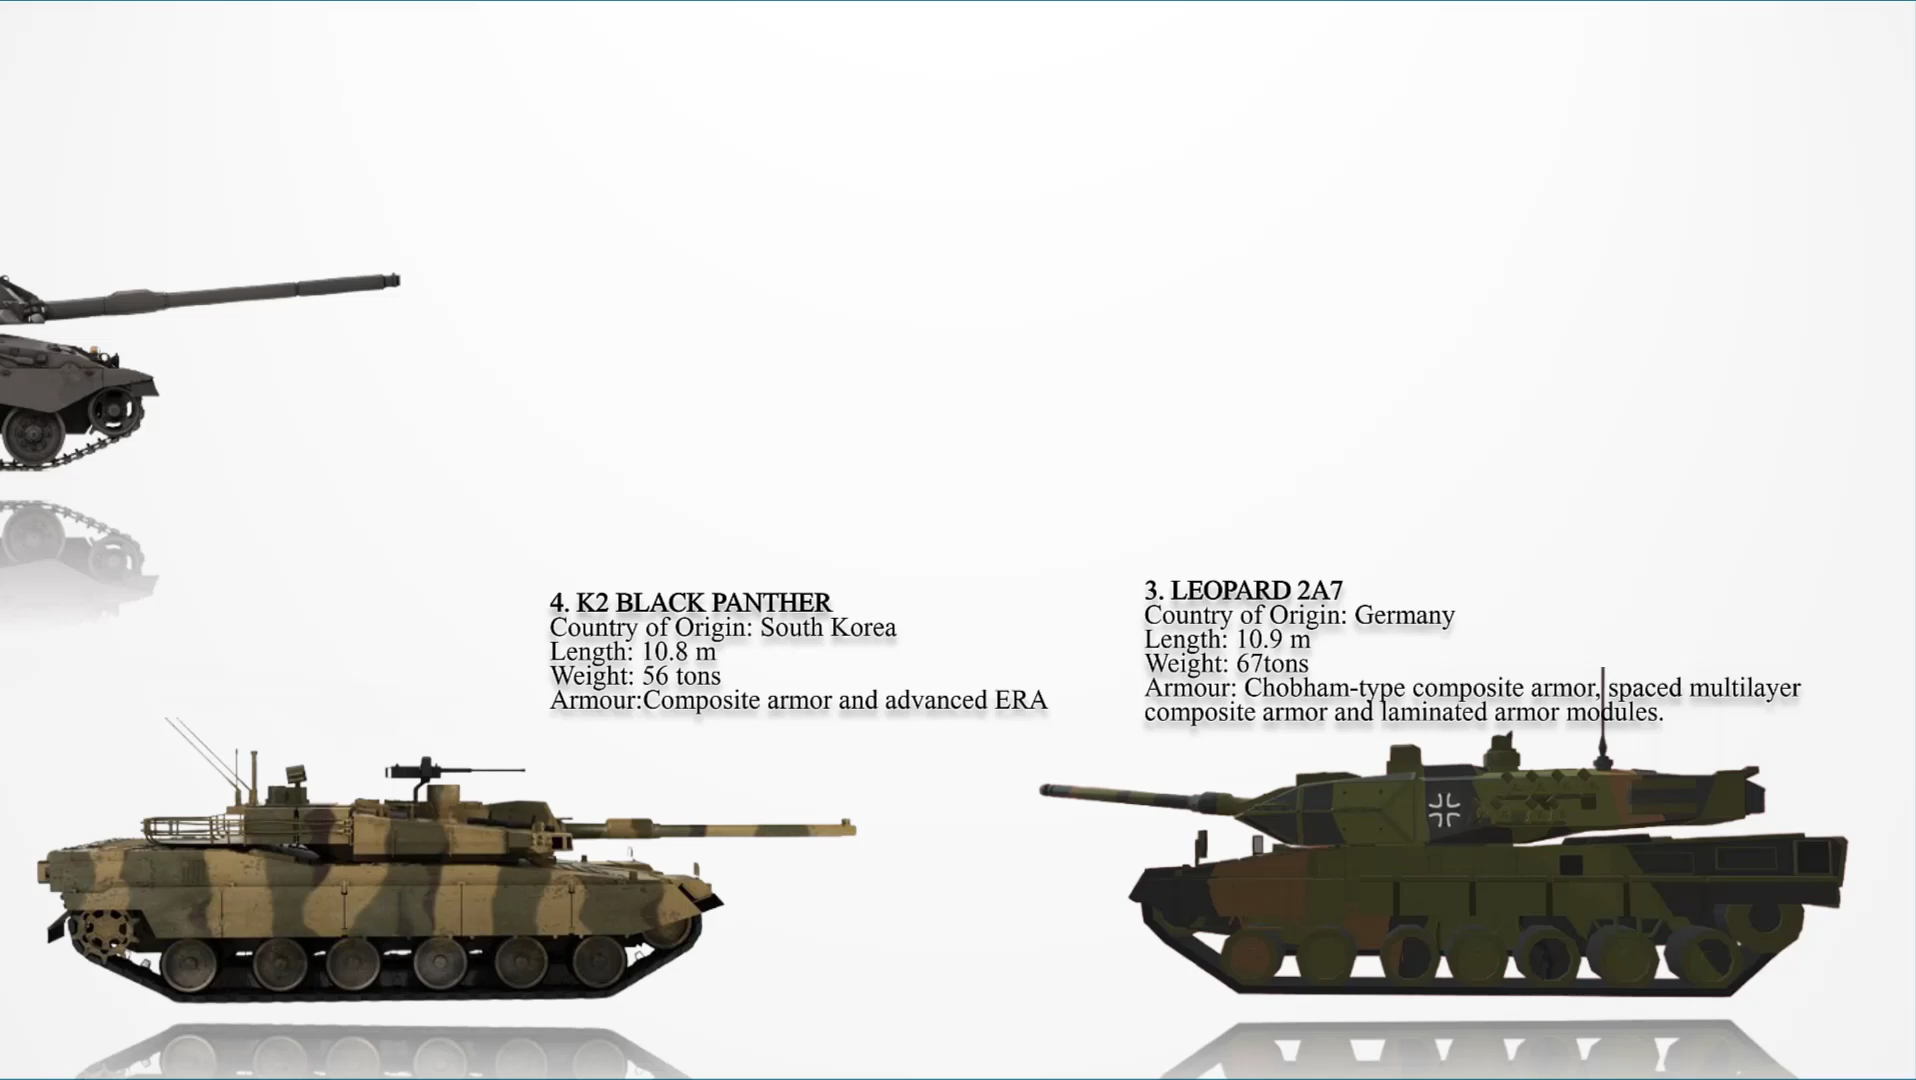 4. K2 BLACK PANTHER
Country of Origin: South Korea
Length: 10.8 m
Weight: 56 tons
Armour:Composite armor and advanced ERA
3. LEOPARD 2A7
Country of Origin: Germany
Length: 10.9 m
Weight: 67tons
Armour: Chobham-type composite armor, spaced multilayer
composite armor and laminated armor modules.